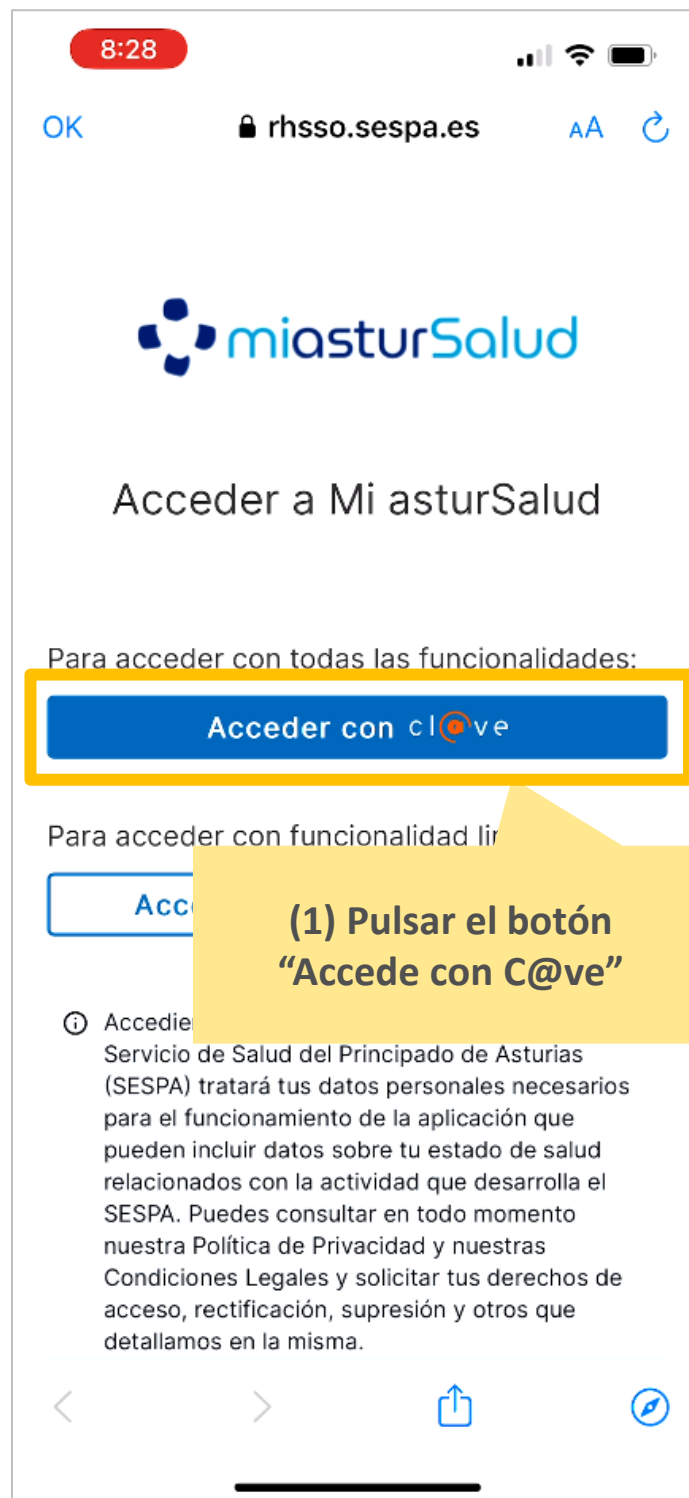 8:28
OK rhsso.sespa.es AA
miasturSalud
Acceder a Mi asturSalud
Para acceder con todas las funcionalidades:
Acceder con cl@ve
Para acceder con funcionalidad
(1) Pulsar el botón
“Accede con C@ve”
Servicio de Salud del Principado de Asturias
(SESPA) tratará tus datos personales necesarios
para el funcionamiento de la aplicación que
pueden incluir datos sobre tu estado de salud
relacionados con la actividad que desarrolla el
SESPA. Puedes consultar en todo momento
nuestra Política de Privacidad y nuestras
Condiciones Legales y solicitar tus derechos de
acceso, rectificación, supresión y otros que
detallamos en la misma.